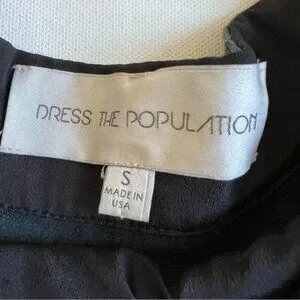 DRESS THE POPULATION
S
MADE IN
USA